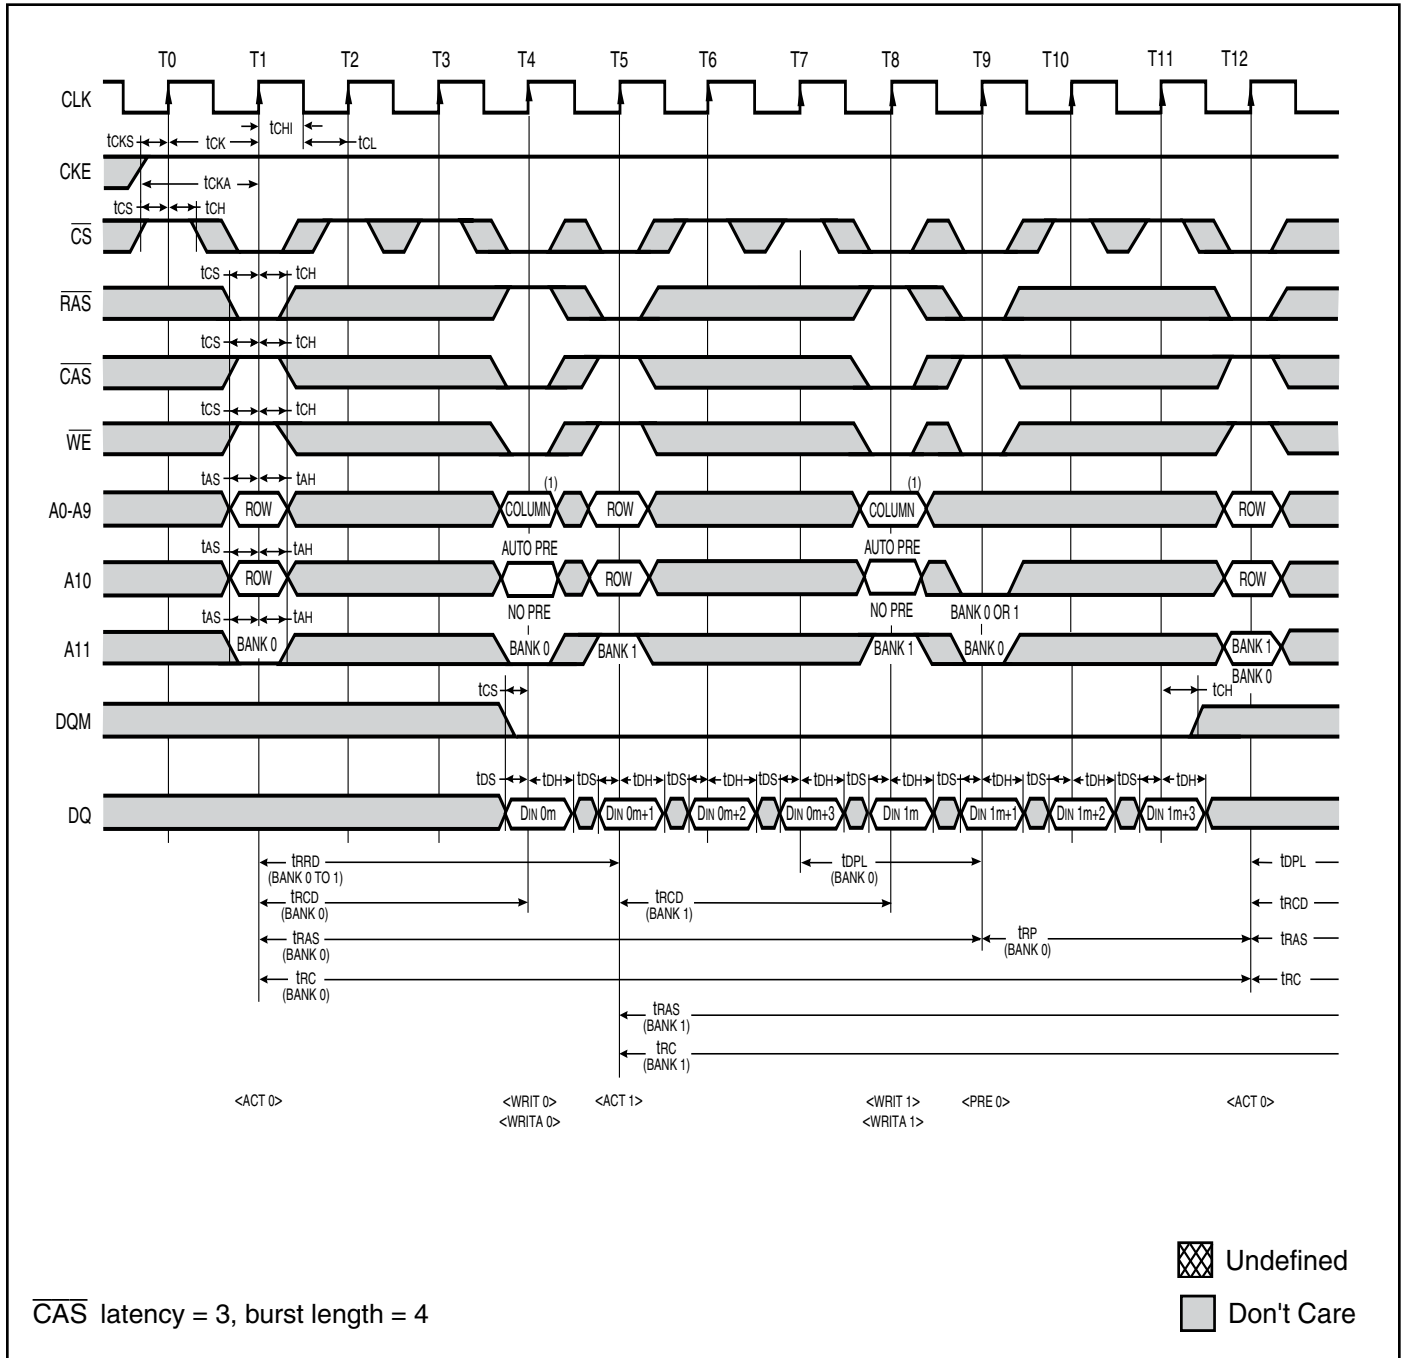 T0 T1 T2 T3 T4 T5 T6 T7 T8 T9 T10 T11 T12
CLK
tCHI
tCKS tCK tCL
CKE
tCKA
tCS tCH
CS
tCS tCH
RAS
tCS tCH
CAS
tCS tCH
WE
tAS tAH (1) (1)
A0-A9 ROW COLUMN ROW COLUMN ROW
tAS tAH AUTO PRE AUTO PRE
A10 ROW ROW ROW
tAS tAH NO PRE NO PRE BANK 0 OR 1
A11 BANK 0 BANK 0 BANK 1 BANK 1 BANK 0 BANK 1
BANK 0
tCS tCH
DQM
tDS tDH tDS tDH tDS tDH tDS tDH tDS tDH tDS tDH tDS tDH tDS tDH
DQ DIN 0m DIN 0m+1 DIN 0m+2 DIN 0m+3 DIN 1m DIN 1m+1 DIN 1m+2 DIN 1m+3
tRRD tDPL tDPL
(BANK 0 TO 1) (BANK 0)
tRCD tRCD tRCD
(BANK 0) (BANK 1)
tRAS tRP tRAS
(BANK 0) (BANK 0)
tRC tRC
(BANK 0)
tRAS
(BANK 1)
tRC
(BANK 1)
<ACT 0> <WRIT 0> <ACT 1> <WRIT 1> <PRE 0> <ACT 0>
<WRITA 0> <WRITA 1>
Undefined
CAS latency = 3, burst length = 4 Don't Care